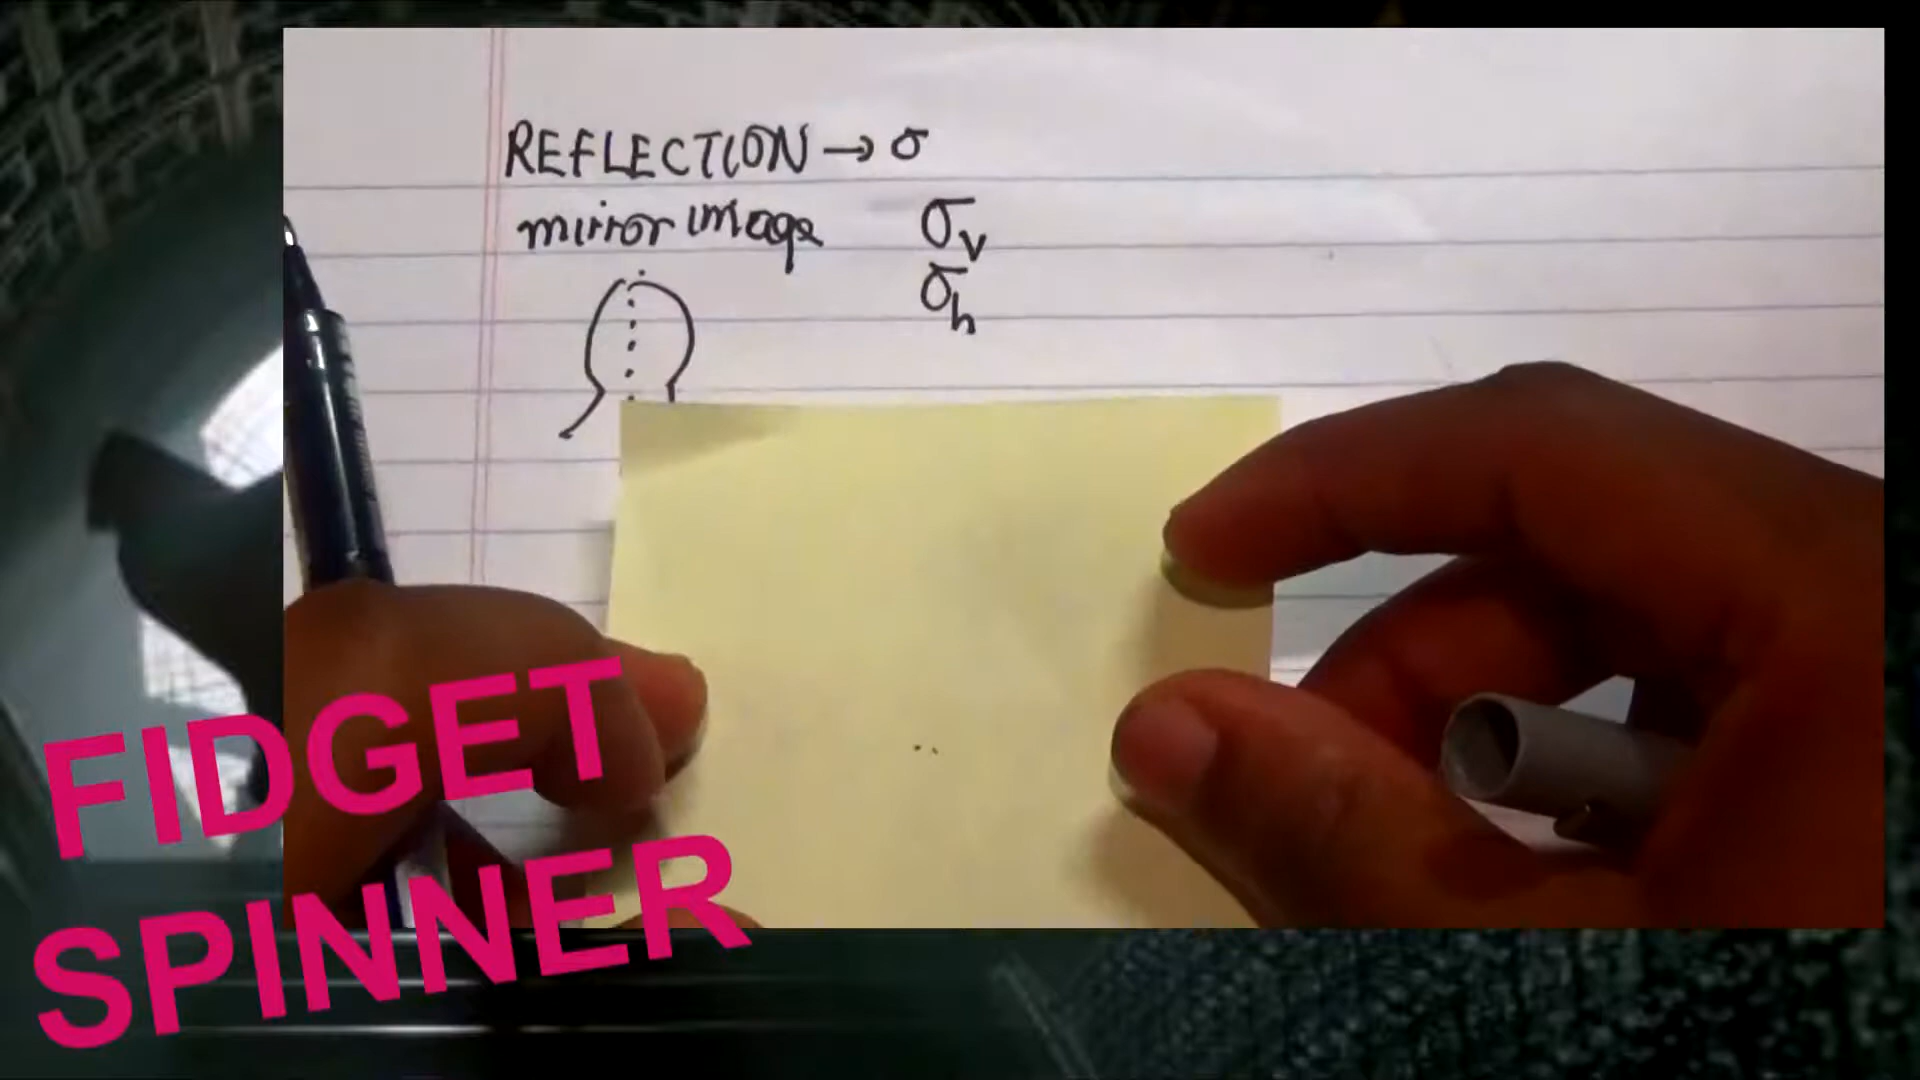 REFLECTION → σ
mirror image σv
σh
FIDGET
SPINNER